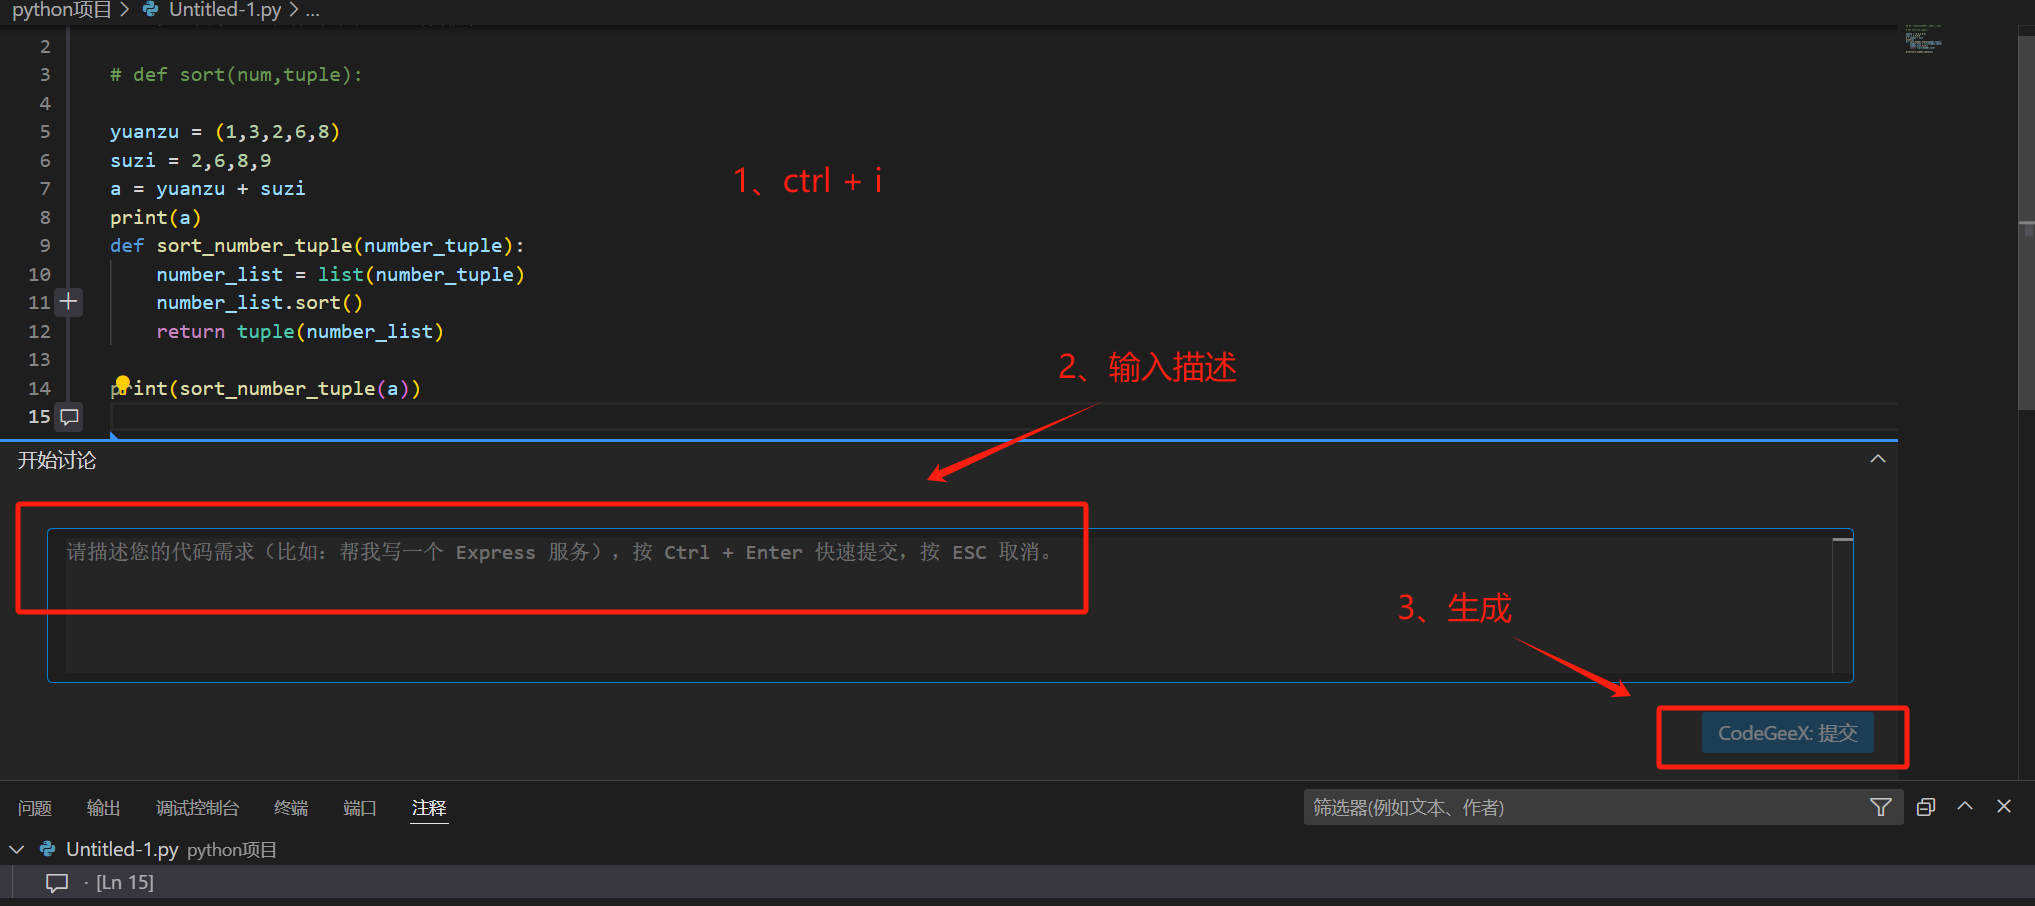 python项目 > Untitled-1.py > ...
2
3 # def sort(num,tuple):
4
5 yuanzu = (1,3,2,6,8)
6 suzi = 2,6,8,9
7 a = yuanzu + suzi
8 print(a)
9 def sort_number_tuple(number_tuple):
10 number_list = list(number_tuple)
11 number_list.sort()
12 return tuple(number_list)
13
14 print(sort_number_tuple(a))
15
1、ctrl + i
2、输入描述
开始讨论
请描述您的代码需求（比如：帮我写一个 Express 服务），按 Ctrl + Enter 快速提交，按 ESC 取消。
3、生成
CodeGeeX: 提交
问题 输出 调试控制台 终端 端口 注释 筛选器(例如文本、作者)
Untitled-1.py python项目
· [Ln 15]